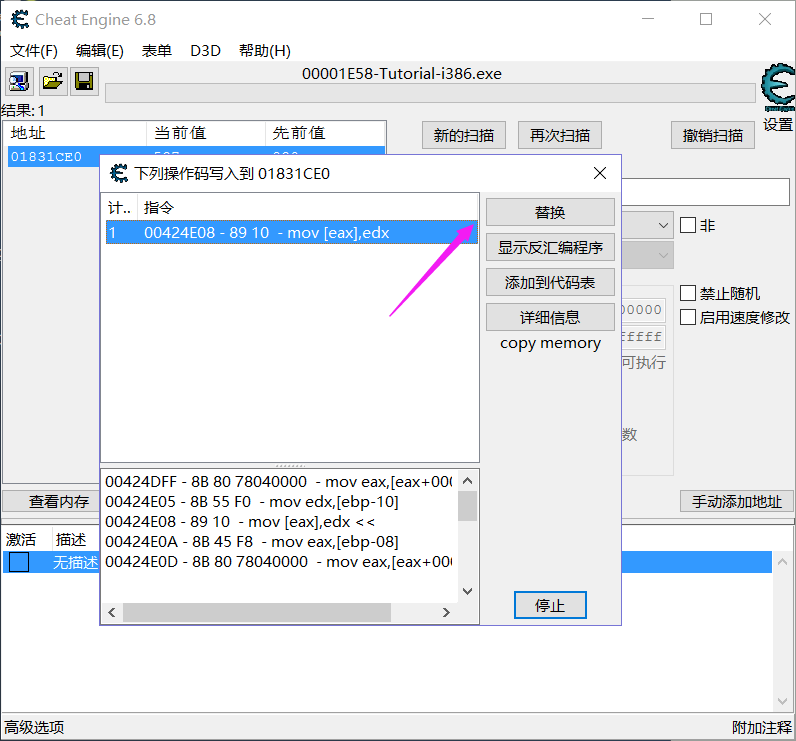 Cheat Engine 6.8
文件(F) 编辑(E) 表单 D3D 帮助(H)
00001E58-Tutorial-i386.exe
结果: 1
设置
地址 当前值 先前值
01831CE0
新的扫描 再次扫描 撤销扫描
下列操作码写入到 01831CE0
计.. 指令
1 00424E08 - 89 10 - mov [eax],edx
替换
显示反汇编程序
添加到代码表
详细信息
copy memory
非
禁止随机
启用速度修改
00000
fffff
可执行
数
00424DFF - 8B 80 78040000 - mov eax,[eax+000
00424E05 - 8B 55 F0 - mov edx,[ebp-10]
00424E08 - 89 10 - mov [eax],edx <<
00424E0A - 8B 45 F8 - mov eax,[ebp-08]
00424E0D - 8B 80 78040000 - mov eax,[eax+000
停止
查看内存
手动添加地址
激活 描述
无描述
高级选项
附加注释